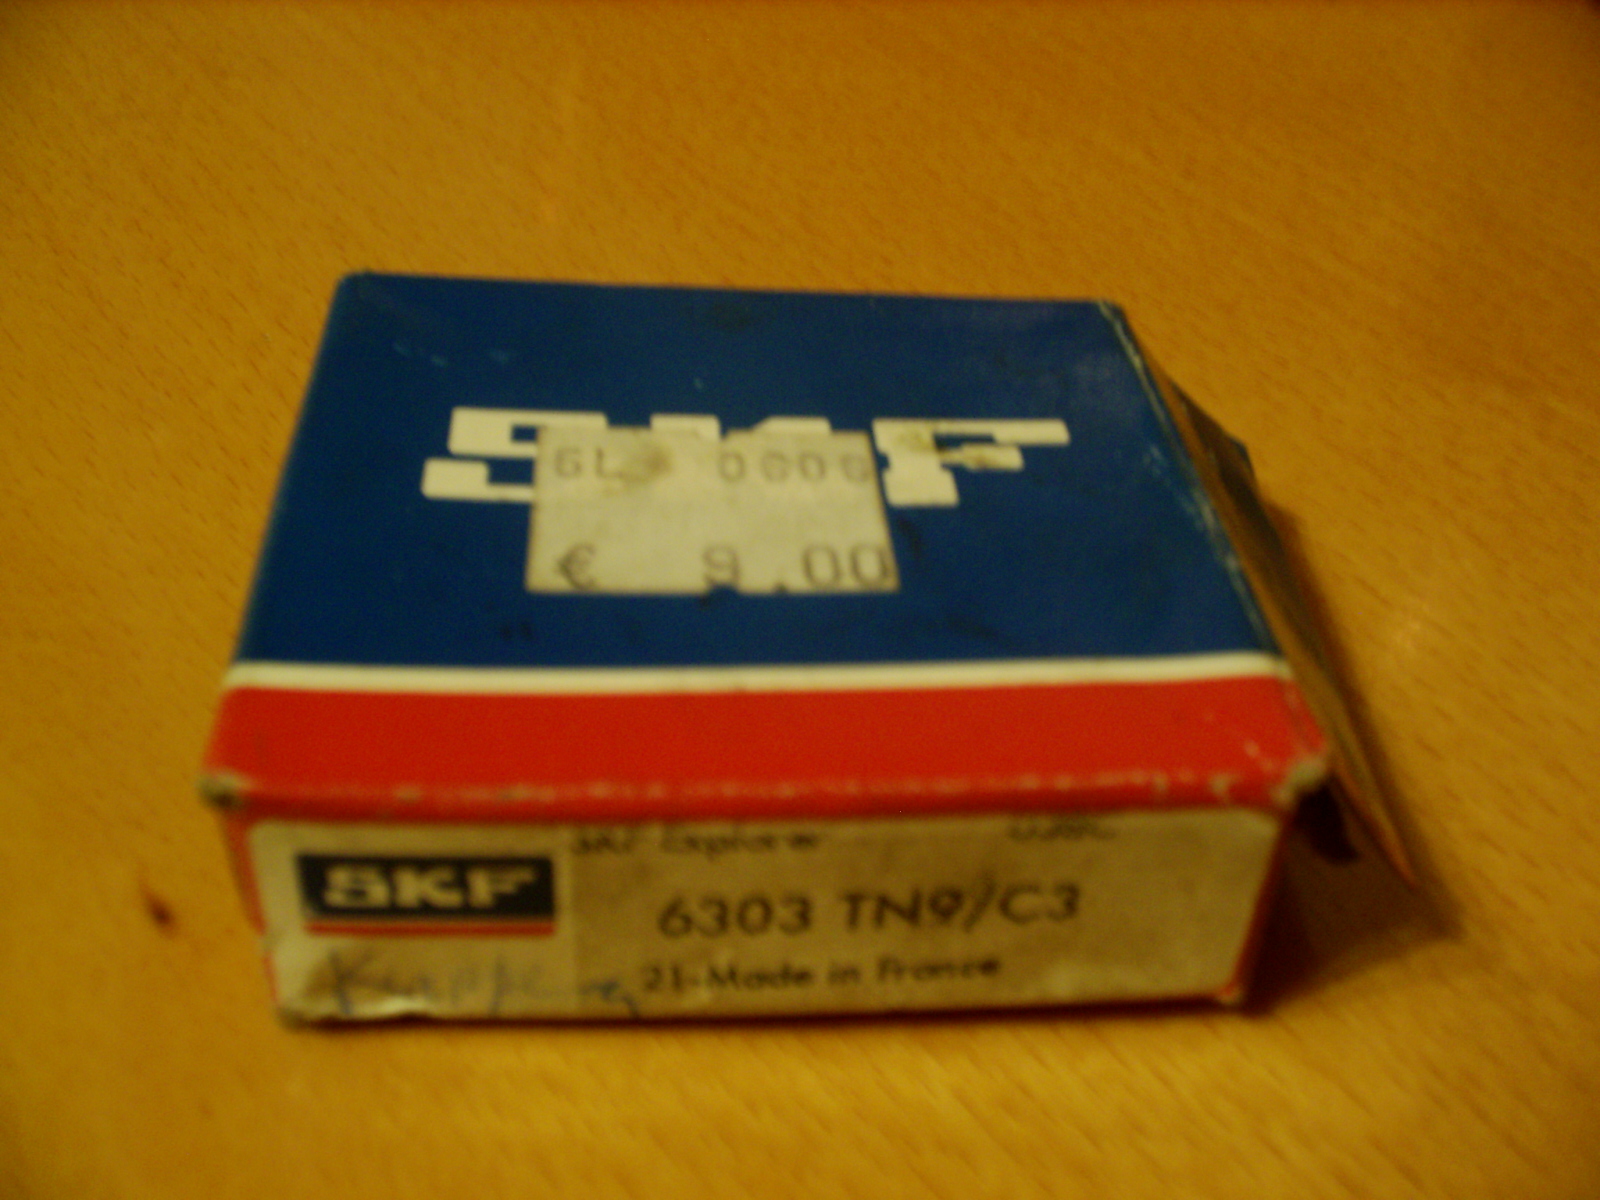 SKF
€ 9.00
SKF Explorer
SKF
6303 TN9/C3
21-Made in France